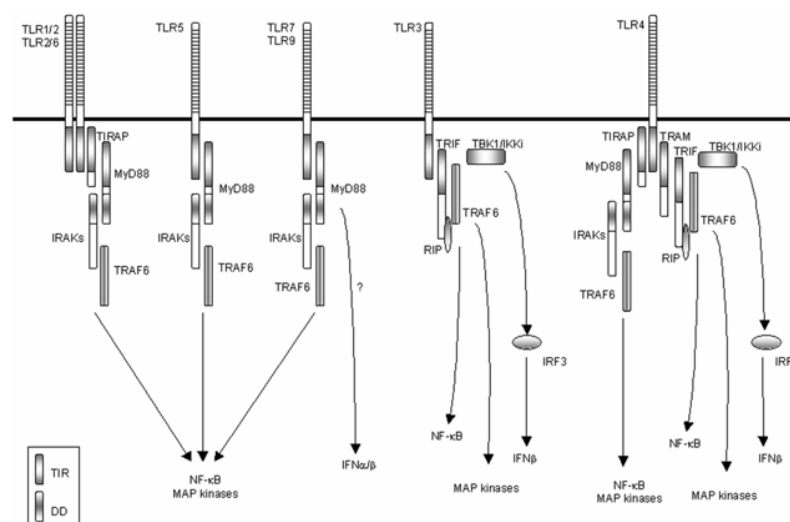 TLR1/2
TLR2/6
TIRAP
MyD88
IRAKs
TRAF6
TLR5
MyD88
IRAKs
TRAF6
TLR7
TLR9
MyD88
IRAKs
TRAF6
?
NF-κB
MAP kinases
IFNα/β
TLR3
TRIF
TBK1/IKKi
TRAF6
RIP
IRF3
NF-κB
MAP kinases
IFNβ
TLR4
TIRAP
TRAM
MyD88
TRIF
TBK1/IKKi
IRAKs
TRAF6
RIP
TRAF6
IRF
NF-κB
MAP kinases
NF-κB
MAP kinases
IFNβ
TIR
DD